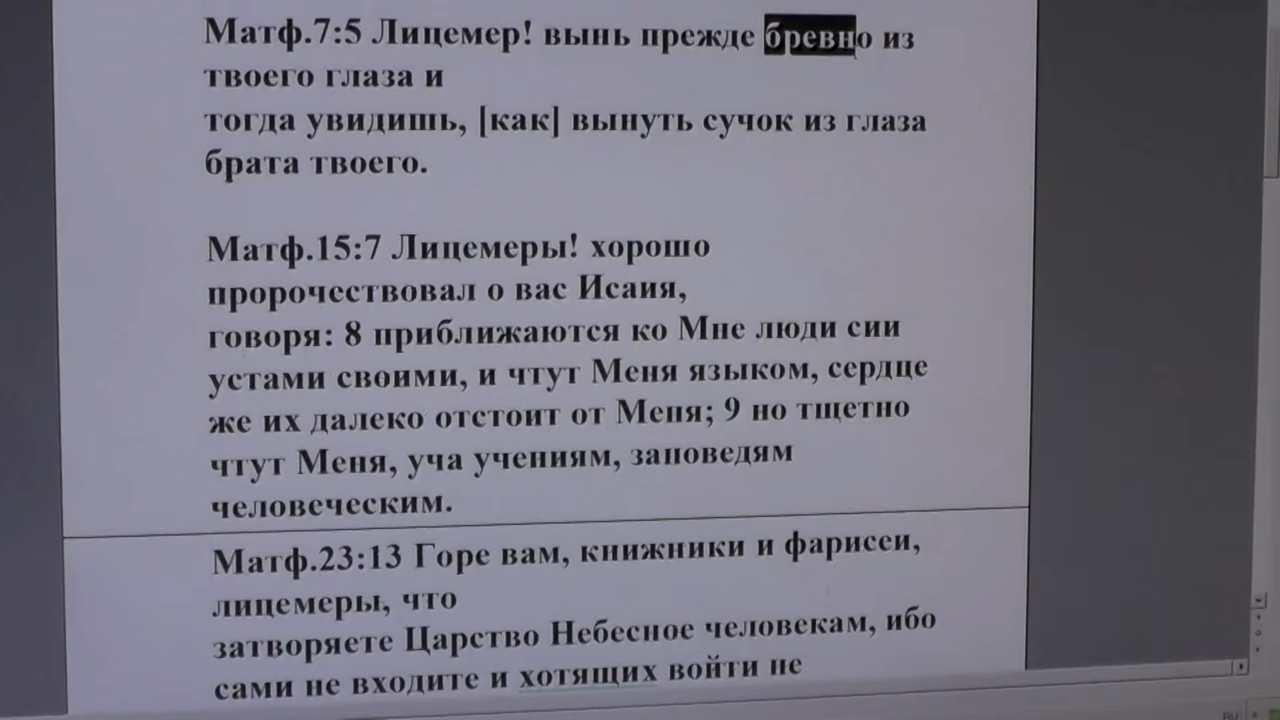 Матф.7:5 Лицемер! вынь прежде бревно из
твоего глаза и
тогда увидишь, [как] вынуть сучок из глаза
брата твоего.
Матф.15:7 Лицемеры! хорошо
пророчествовал о вас Исаия,
говоря: 8 приближаются ко Мне люди сии
устами своими, и чтут Меня языком, сердце
же их далеко отстоит от Меня; 9 но тщетно
чтут Меня, уча учениям, заповедям
человеческим.
Матф.23:13 Горе вам, книжники и фарисеи,
лицемеры, что
затворяете Царство Небесное человекам, ибо
сами не входите и хотящих войти не